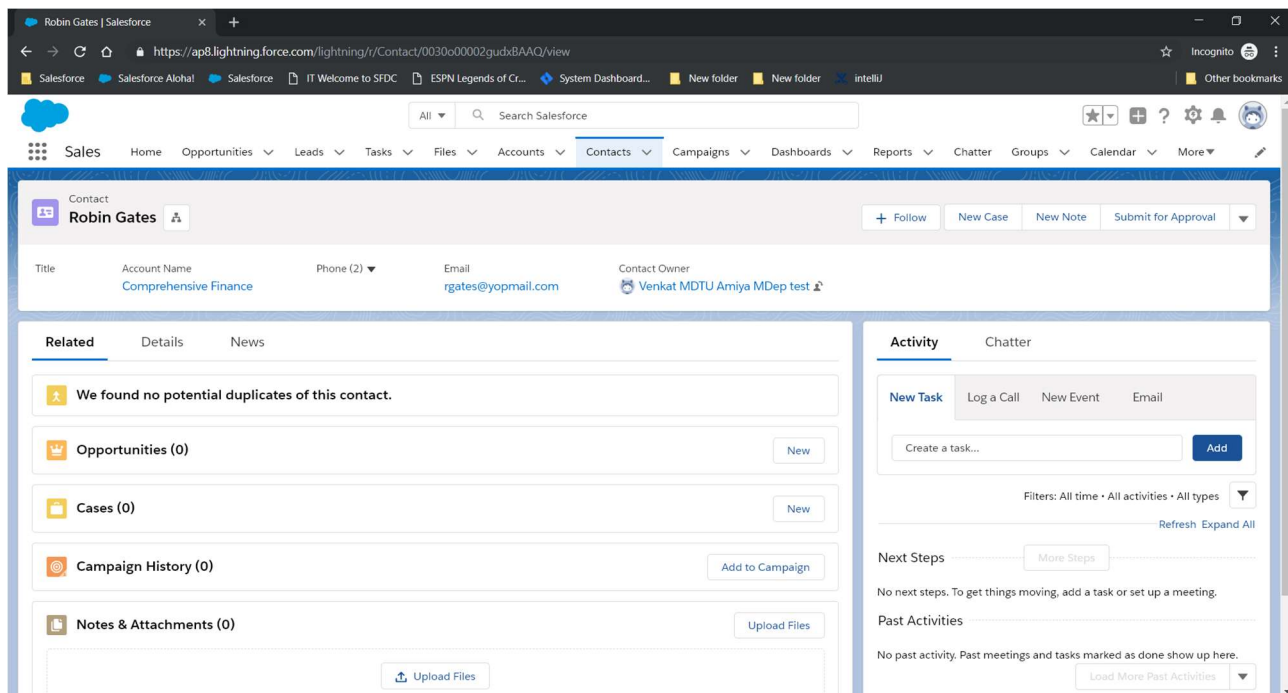 Robin Gates | Salesforce
https://ap8.lightning.force.com/lightning/r/Contact/0030o00002gudxBAAQ/view Incognito
Salesforce Salesforce Aloha! Salesforce IT Welcome to SFDC ESPN Legends of Cr... System Dashboard... New folder New folder intelliJ Other bookmarks
All Search Salesforce
Sales Home Opportunities Leads Tasks Files Accounts Contacts Campaigns Dashboards Reports Chatter Groups Calendar More
Contact
Robin Gates
+ Follow New Case New Note Submit for Approval
Title Account Name Phone (2) Email Contact Owner
Comprehensive Finance rgates@yopmail.com Venkat MDTU Amiya MDep test
Related Details News
We found no potential duplicates of this contact.
Opportunities (0) New
Cases (0) New
Campaign History (0) Add to Campaign
Notes & Attachments (0) Upload Files
Upload Files
Activity Chatter
New Task Log a Call New Event Email
Create a task... Add
Filters: All time • All activities • All types
Refresh Expand All
Next Steps More Steps
No next steps. To get things moving, add a task or set up a meeting.
Past Activities
No past activity. Past meetings and tasks marked as done show up here.
Load More Past Activities